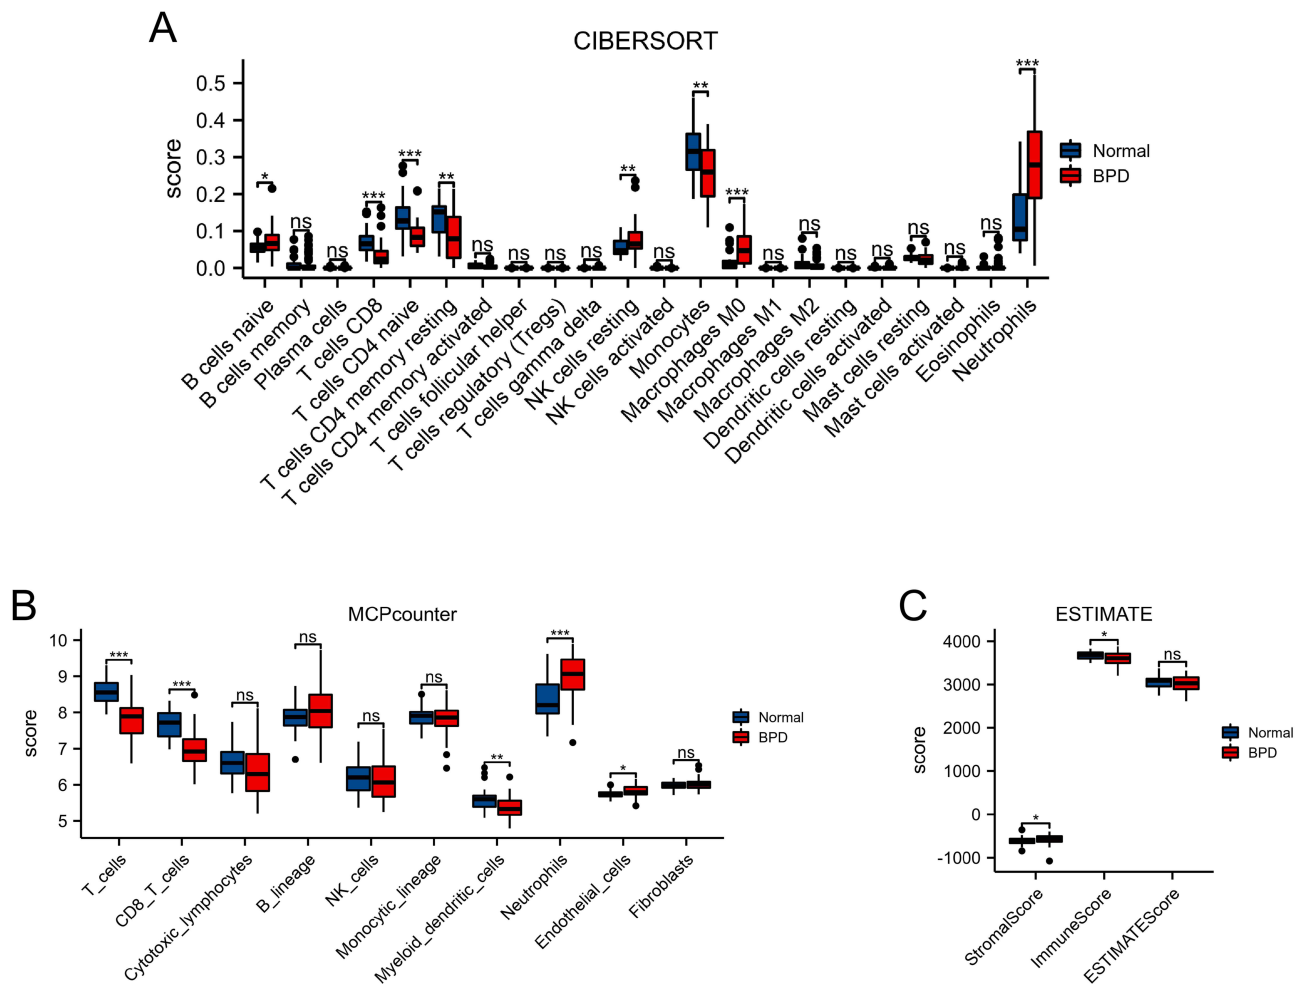 A
CIBERSORT
score
0.5
0.4
0.3
0.2
0.1
0.0
*
ns
ns
***
***
**
ns
ns
ns
ns
**
ns
**
***
ns
ns
ns
ns
ns
ns
ns
***
B cells naive
B cells memory
Plasma cells
T cells CD8
T cells CD4 naive
T cells CD4 memory resting
T cells CD4 memory activated
T cells follicular helper
T cells regulatory (Tregs)
T cells gamma delta
NK cells resting
NK cells activated
Monocytes
Macrophages M0
Macrophages M1
Macrophages M2
Dendritic cells resting
Dendritic cells activated
Mast cells resting
Mast cells activated
Eosinophils
Neutrophils
Normal
BPD
B
MCPcounter
score
10
9
8
7
6
5
***
***
ns
ns
ns
ns
**
***
*
ns
T_cells
CD8_T_cells
Cytotoxic_lymphocytes
B_lineage
NK_cells
Monocytic_lineage
Myeloid_dendritic_cells
Neutrophils
Endothelial_cells
Fibroblasts
Normal
BPD
C
ESTIMATE
score
4000
3000
2000
1000
0
-1000
*
*
ns
StromalScore
ImmuneScore
ESTIMATEScore
Normal
BPD